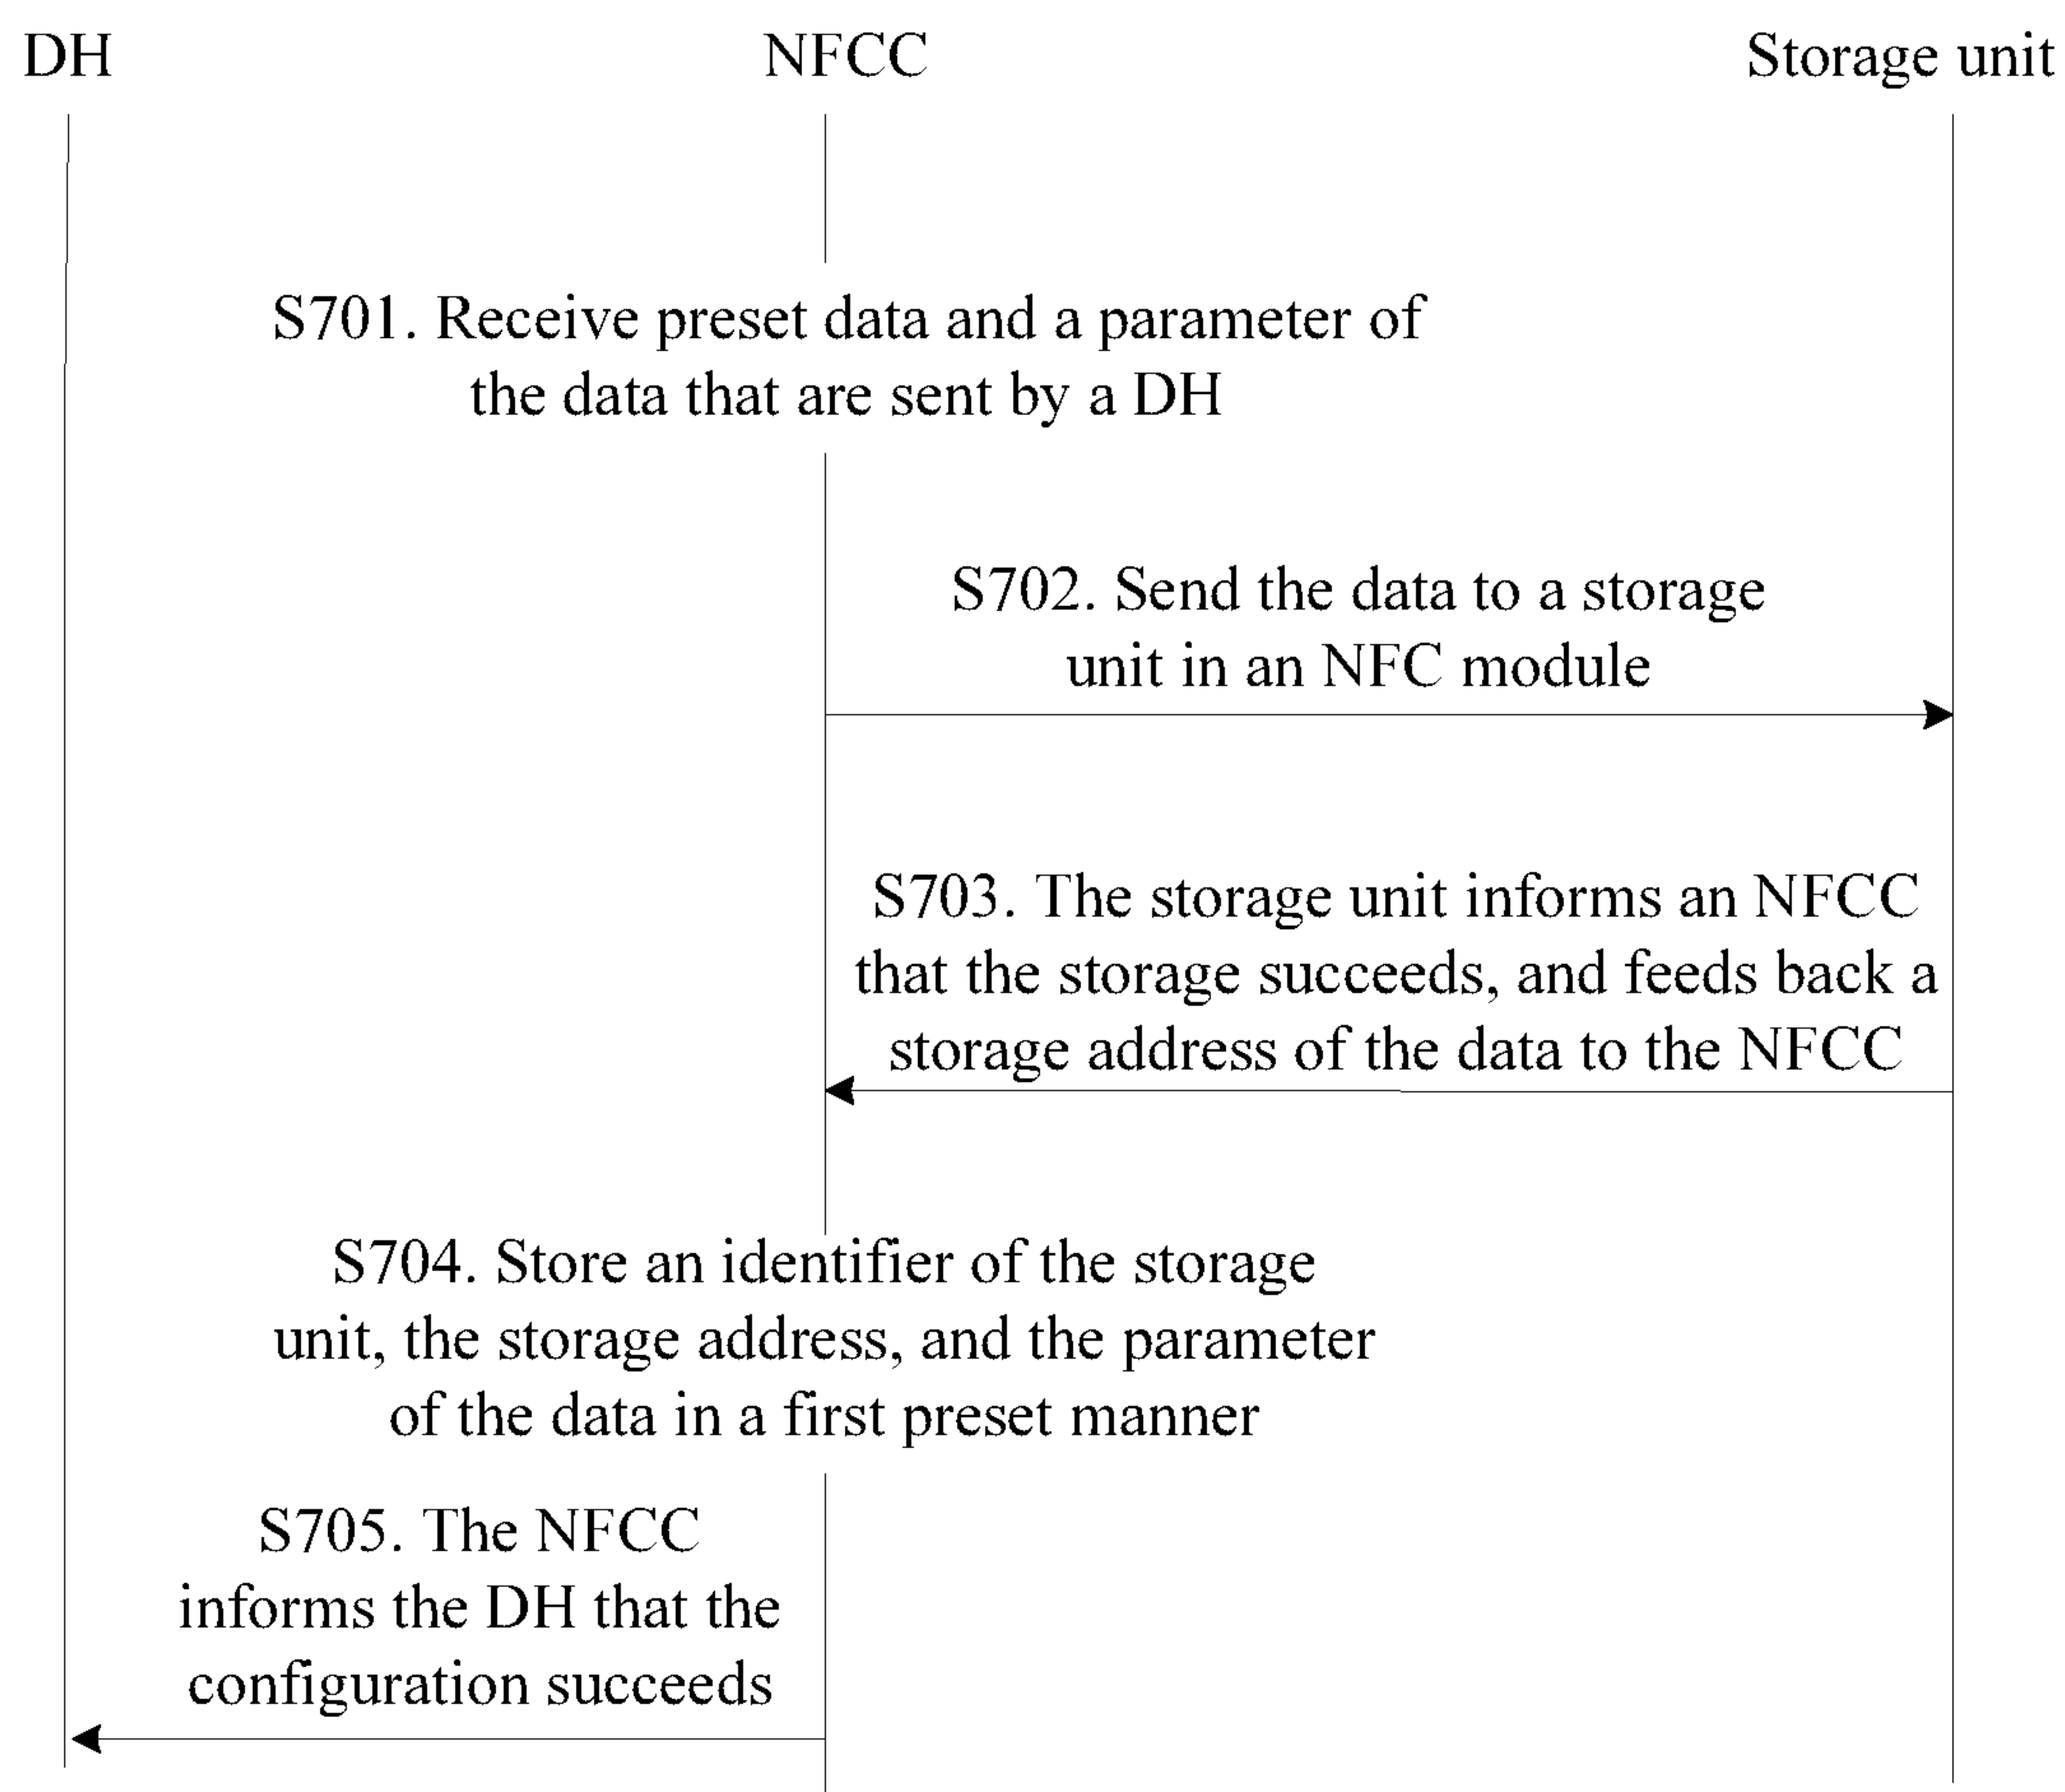 DH NFCC Storage unit
S701. Receive preset data and a parameter of
the data that are sent by a DH
S702. Send the data to a storage
unit in an NFC module
S703. The storage unit informs an NFCC
that the storage succeeds, and feeds back a
storage address of the data to the NFCC
S704. Store an identifier of the storage
unit, the storage address, and the parameter
of the data in a first preset manner
S705. The NFCC
informs the DH that the
configuration succeeds